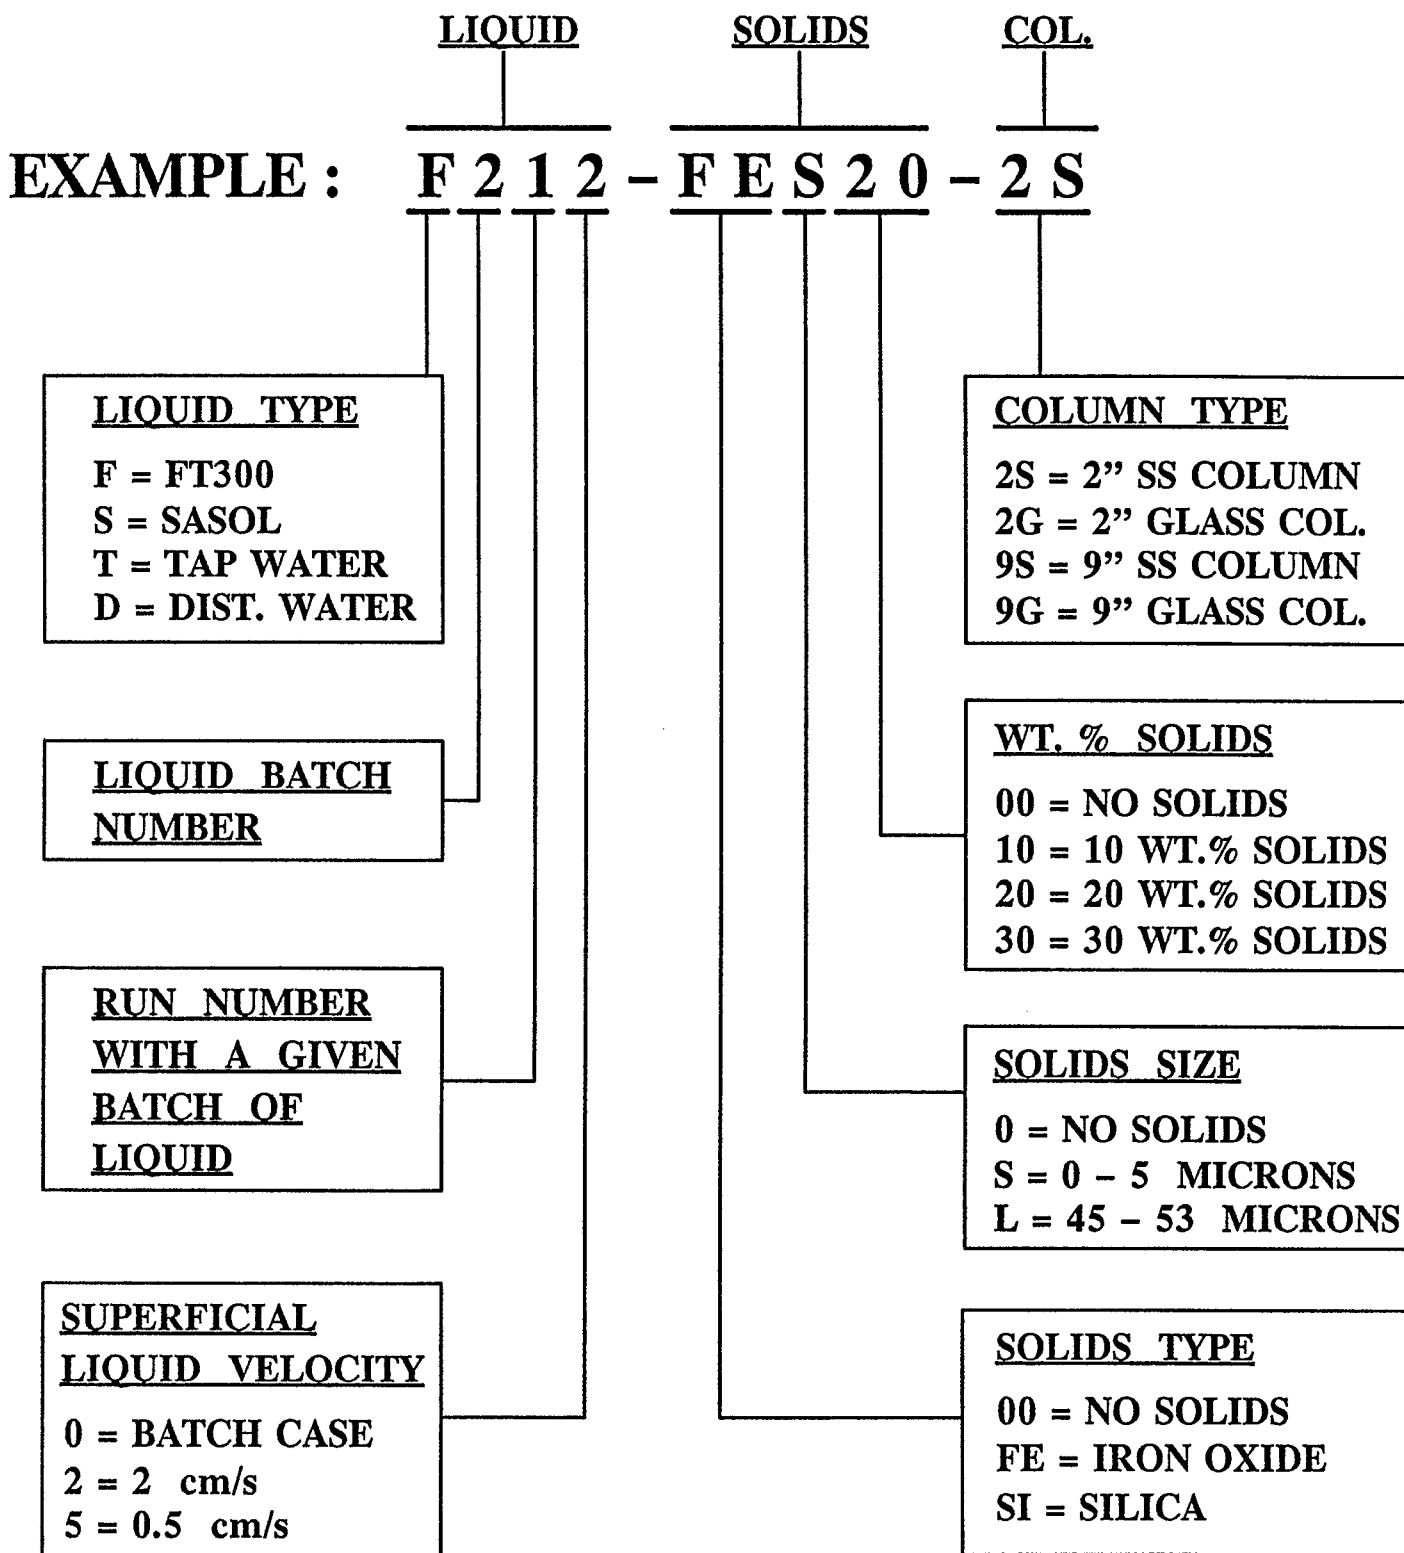 LIQUID SOLIDS COL.
EXAMPLE : F 2 1 2 – F E S 2 0 – 2 S
LIQUID TYPE
F = FT300
S = SASOL
T = TAP WATER
D = DIST. WATER
LIQUID BATCH
NUMBER
RUN NUMBER
WITH A GIVEN
BATCH OF
LIQUID
SUPERFICIAL
LIQUID VELOCITY
0 = BATCH CASE
2 = 2 cm/s
5 = 0.5 cm/s
COLUMN TYPE
2S = 2” SS COLUMN
2G = 2” GLASS COL.
9S = 9” SS COLUMN
9G = 9” GLASS COL.
WT. % SOLIDS
00 = NO SOLIDS
10 = 10 WT.% SOLIDS
20 = 20 WT.% SOLIDS
30 = 30 WT.% SOLIDS
SOLIDS SIZE
0 = NO SOLIDS
S = 0 – 5 MICRONS
L = 45 – 53 MICRONS
SOLIDS TYPE
00 = NO SOLIDS
FE = IRON OXIDE
SI = SILICA